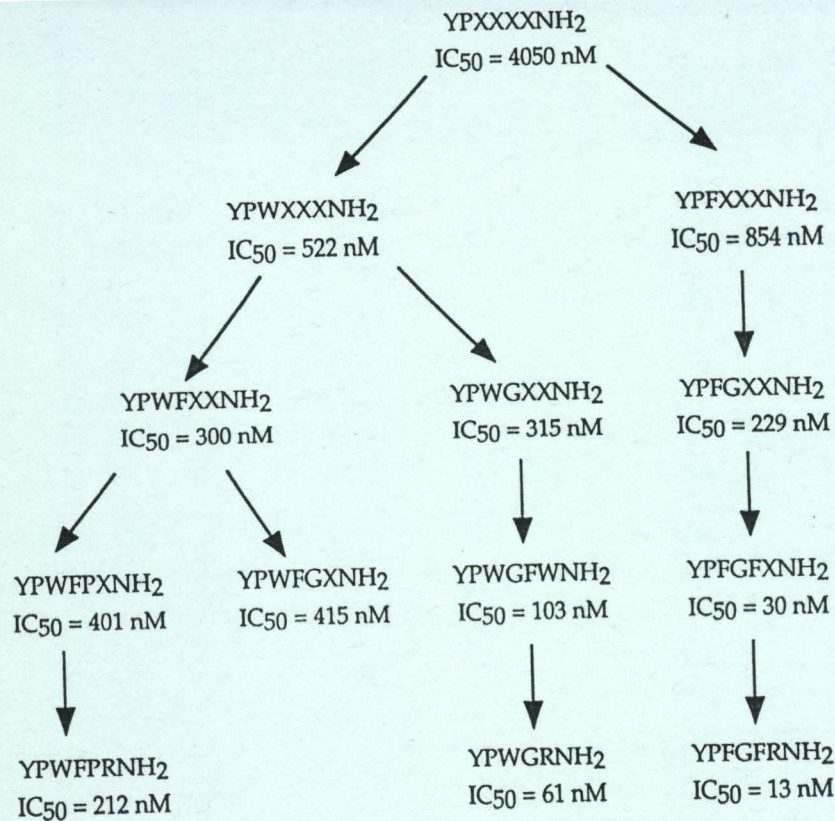 YPXXXXNH2
IC50 = 4050 nM
YPWXXXNH2
IC50 = 522 nM
YPFXXXNH2
IC50 = 854 nM
YPWFXXNH2
IC50 = 300 nM
YPWGXXNH2
IC50 = 315 nM
YPFGXXNH2
IC50 = 229 nM
YPWFPXNH2
IC50 = 401 nM
YPWFGXNH2
IC50 = 415 nM
YPWGFWNH2
IC50 = 103 nM
YPFGFXNH2
IC50 = 30 nM
YPWFPRNH2
IC50 = 212 nM
YPWGRNH2
IC50 = 61 nM
YPFGFRNH2
IC50 = 13 nM